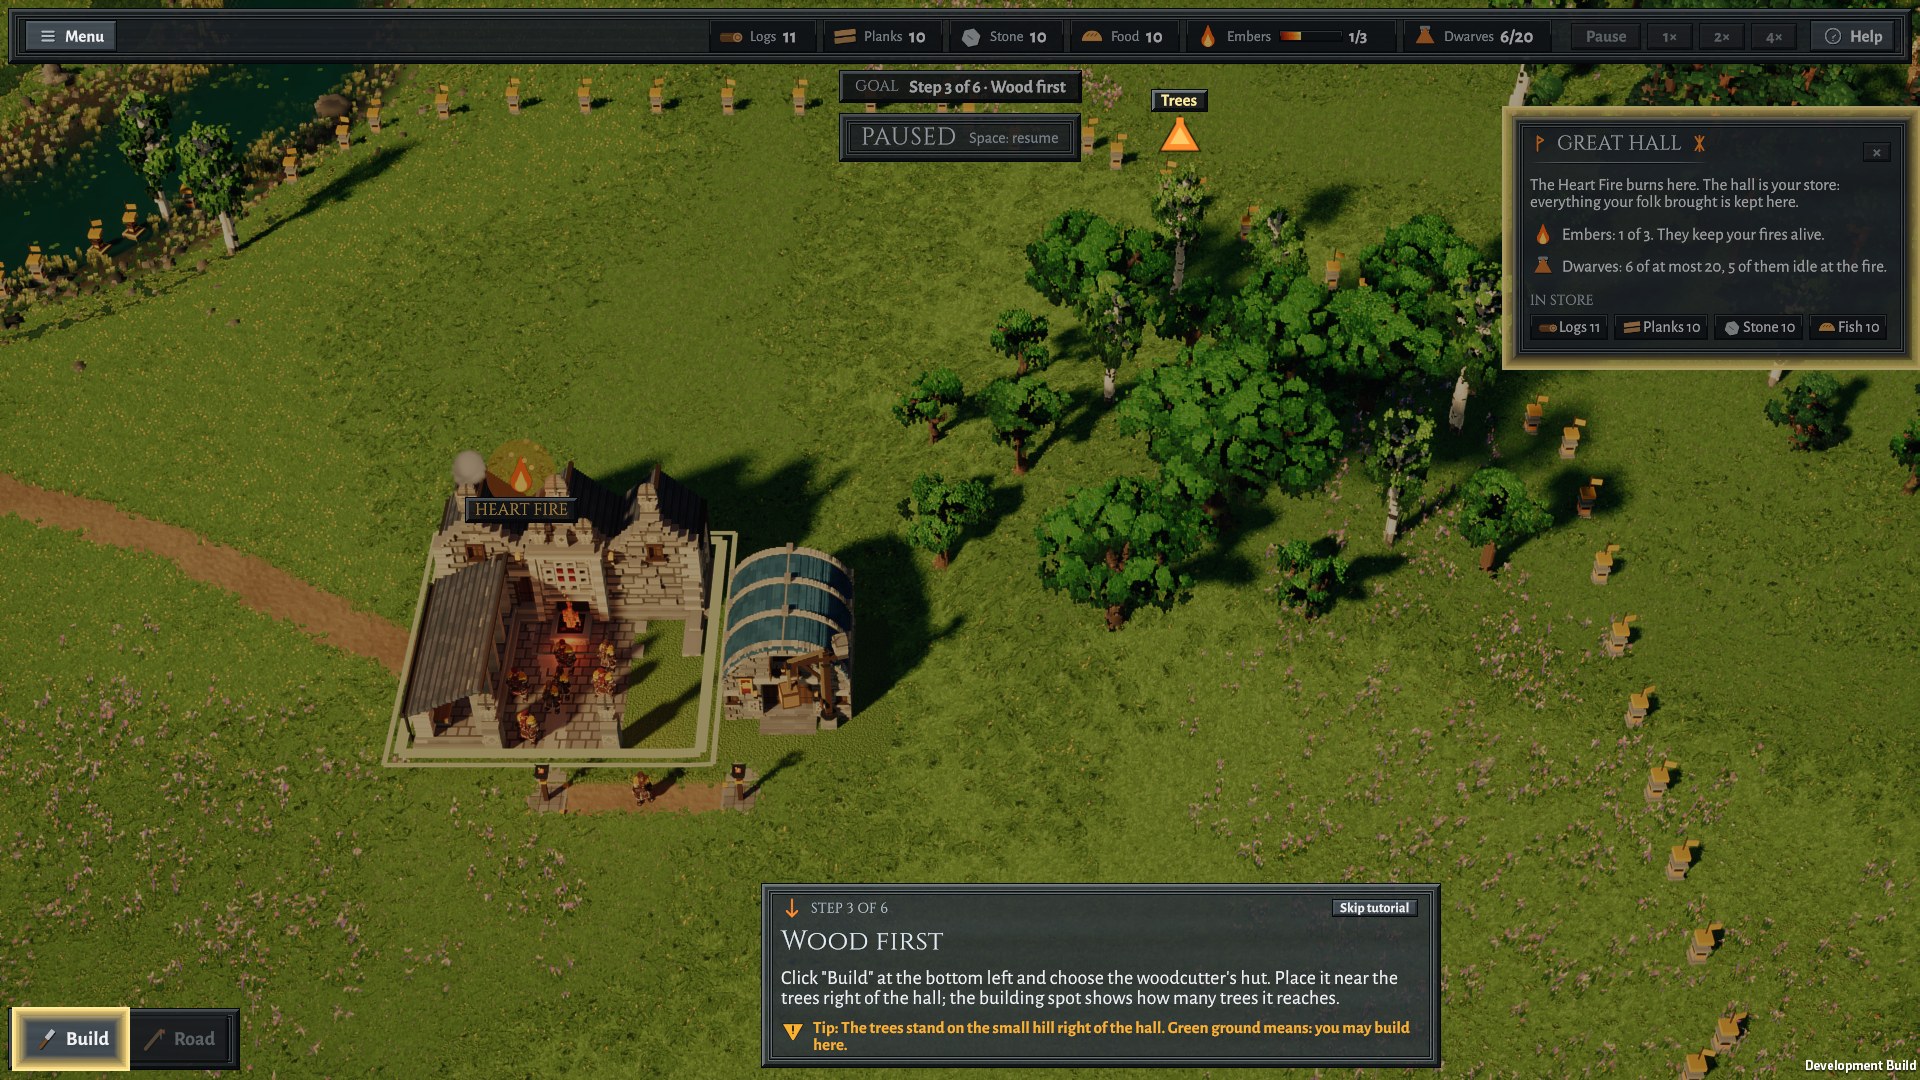 Menu
Logs 11
Planks 10
Stone 10
Food 10
Embers 1/3
Dwarves 6/20
Pause
1×
2×
4×
Help
GOAL Step 3 of 6 · Wood first
PAUSED Space: resume
Trees
GREAT HALL
×
The Heart Fire burns here. The hall is your store:
everything your folk brought is kept here.
Embers: 1 of 3. They keep your fires alive.
Dwarves: 6 of at most 20, 5 of them idle at the fire.
IN STORE
Logs 11
Planks 10
Stone 10
Fish 10
HEART FIRE
STEP 3 OF 6
Skip tutorial
WOOD FIRST
Click "Build" at the bottom left and choose the woodcutter's hut. Place it near the
trees right of the hall; the building spot shows how many trees it reaches.
Tip: The trees stand on the small hill right of the hall. Green ground means: you may build
here.
Build
Road
Development Build